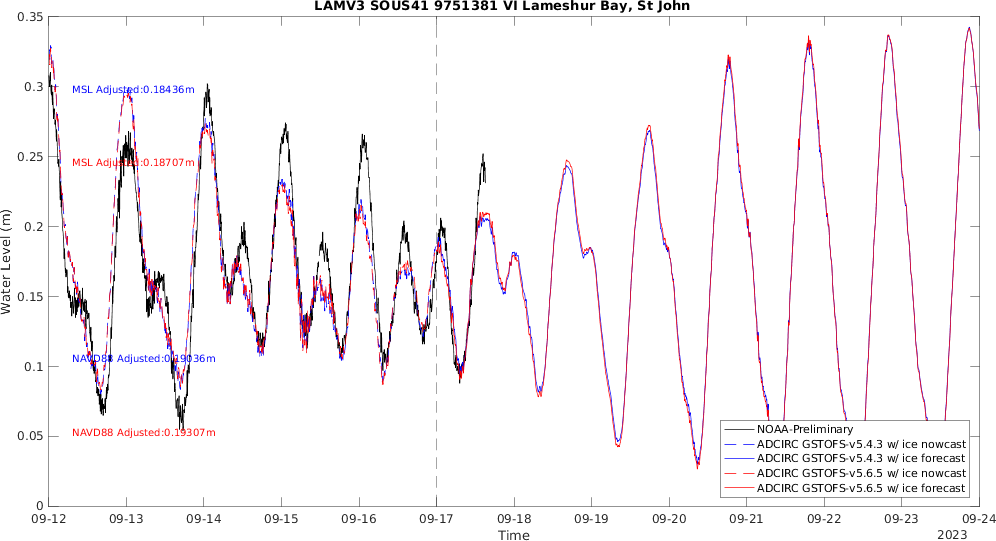 LAMV3 SOUS41 9751381 VI Lameshur Bay, St John
0.35
0.3
0.25
0.2
0.15
0.1
0.05
0
Water Level (m)
MSL Adjusted:0.18436m
MSL Adjusted:0.18707m
NAVD88 Adjusted:0.19036m
NAVD88 Adjusted:0.19307m
NOAA-Preliminary
ADCIRC GSTOFS-v5.4.3 w/ ice nowcast
ADCIRC GSTOFS-v5.4.3 w/ ice forecast
ADCIRC GSTOFS-v5.6.5 w/ ice nowcast
ADCIRC GSTOFS-v5.6.5 w/ ice forecast
09-12 09-13 09-14 09-15 09-16 09-17 09-18 09-19 09-20 09-21 09-22 09-23 09-24
Time
2023